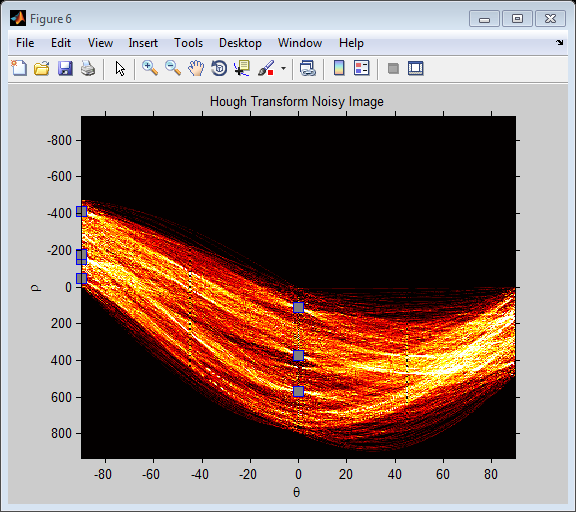 Figure 6
File Edit View Insert Tools Desktop Window Help
Hough Transform Noisy Image
-800
-600
-400
-200
0
200
400
600
800
ρ
-80 -60 -40 -20 0 20 40 60 80
θ